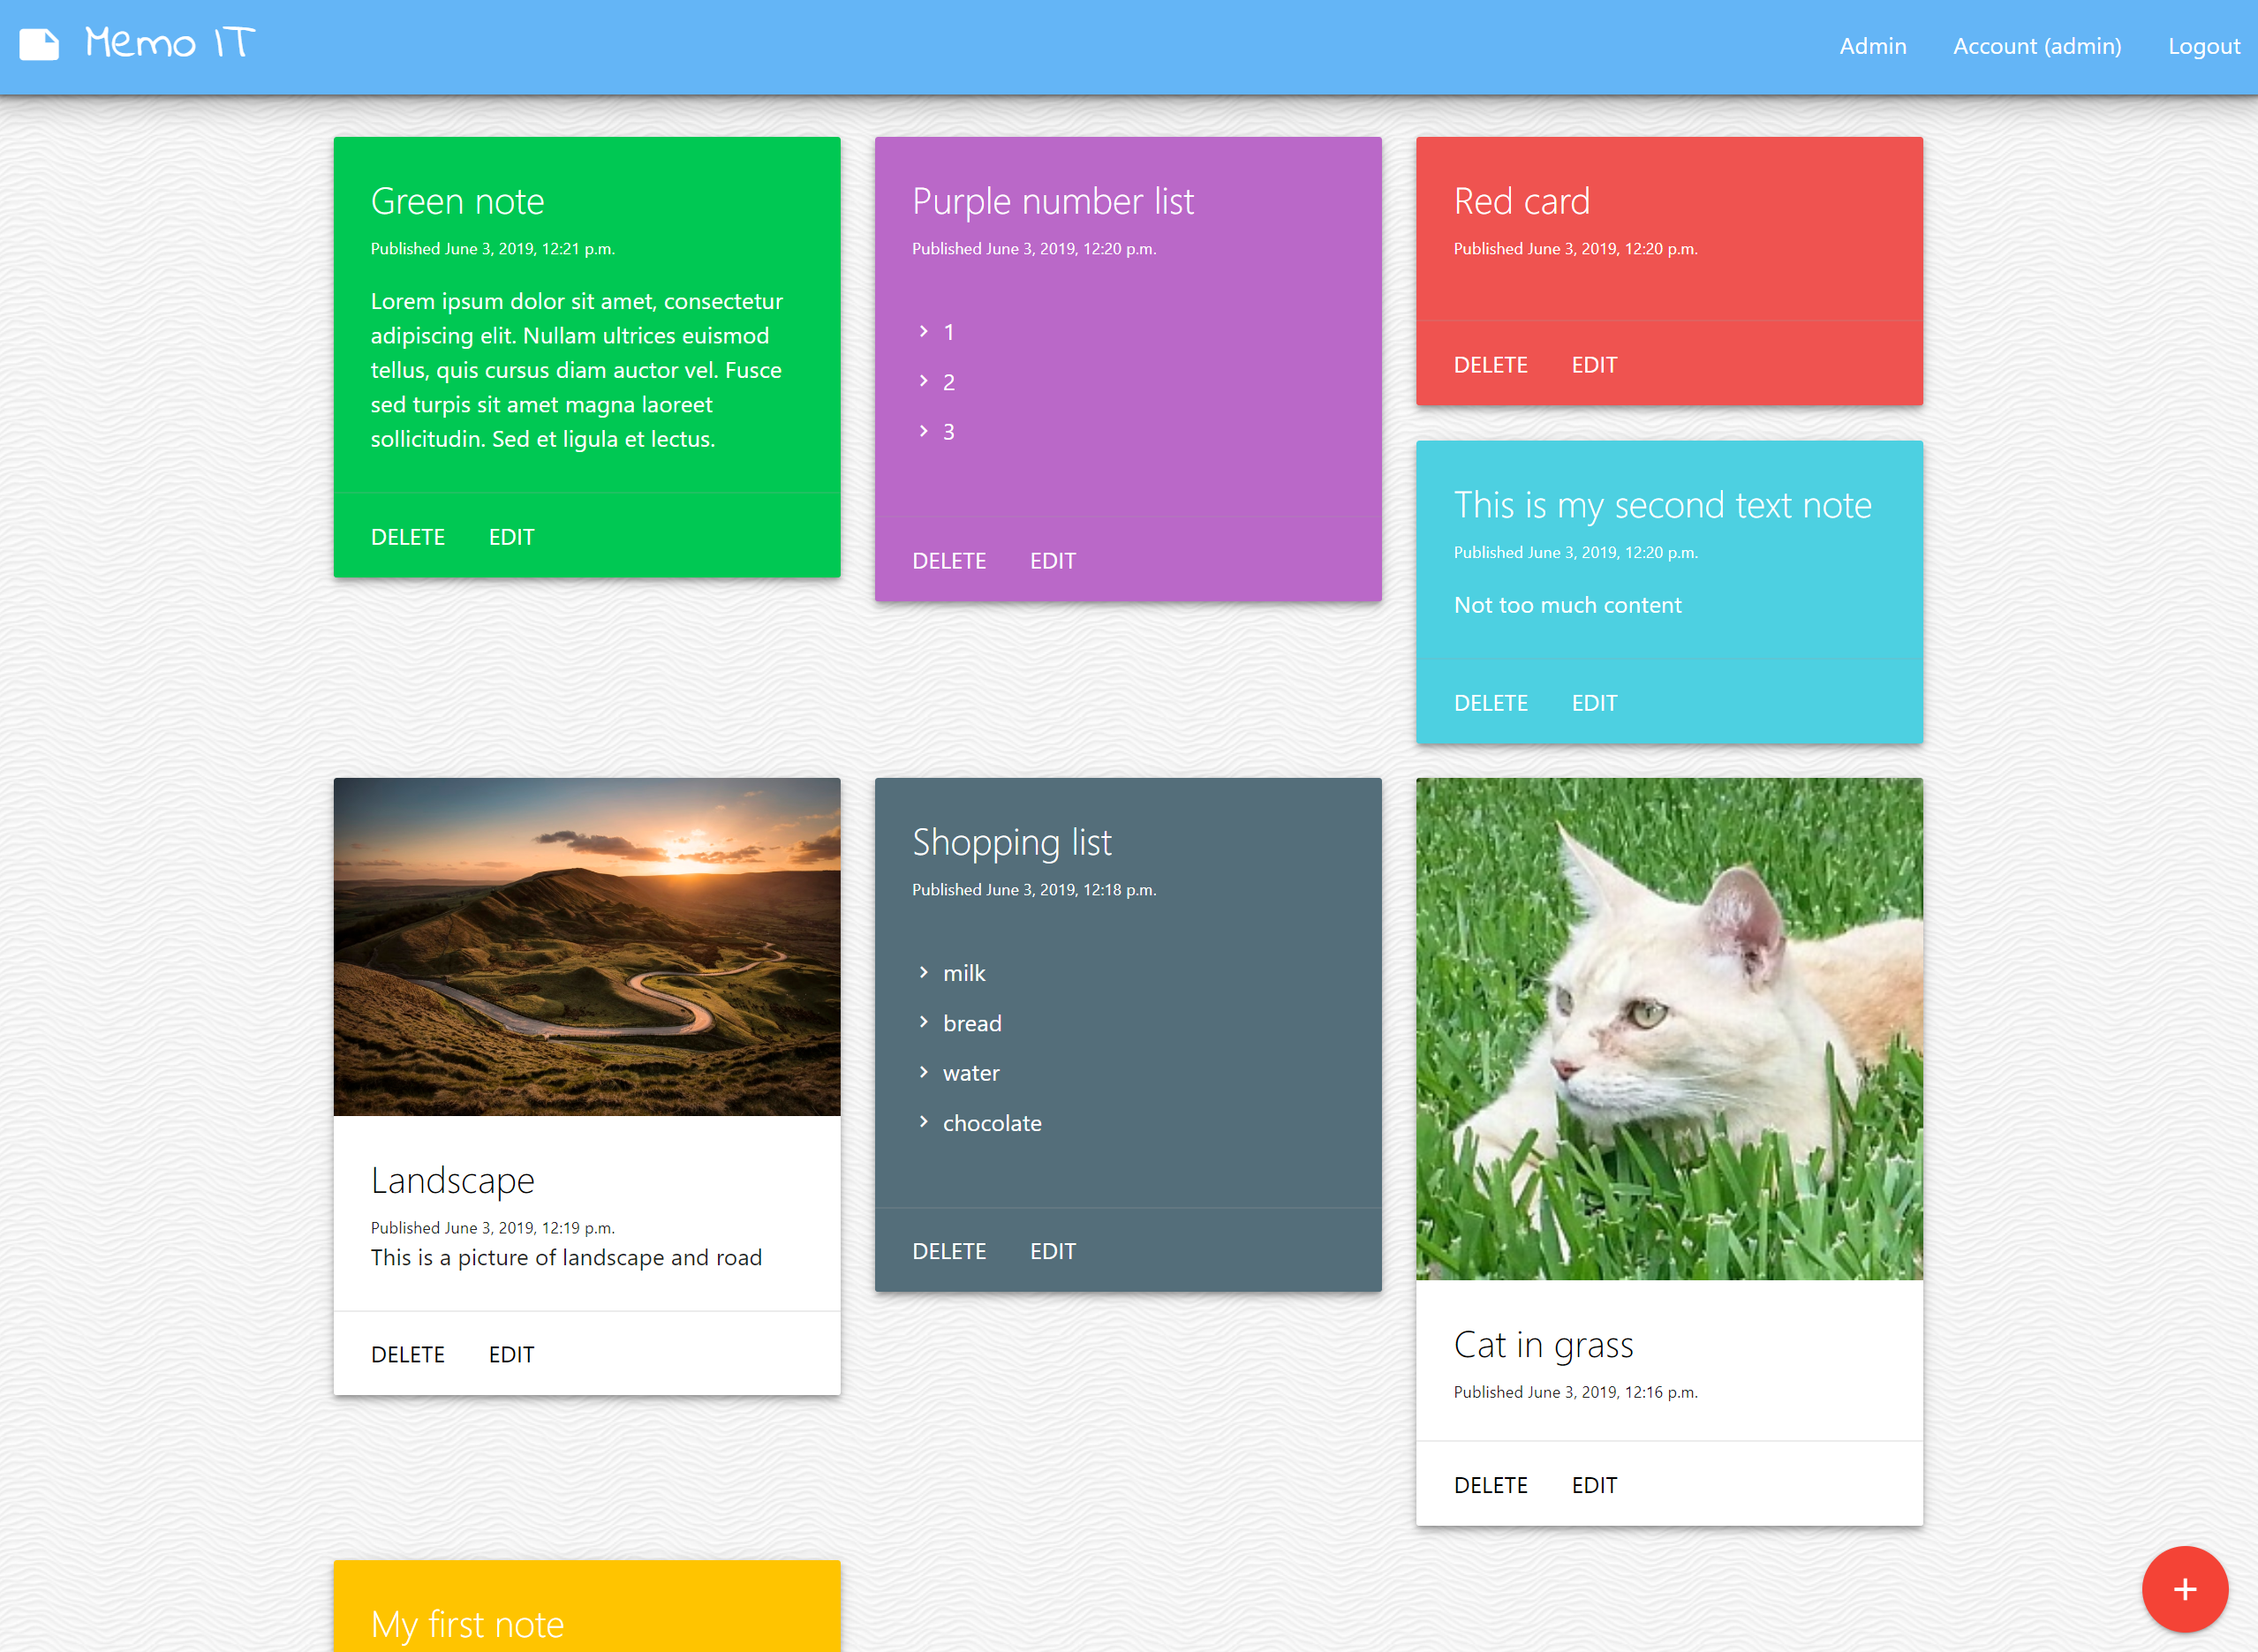 Memo IT
Admin
Account (admin)
Logout
Green note
Published June 3, 2019, 12:21 p.m.
Lorem ipsum dolor sit amet, consectetur
adipiscing elit. Nullam ultrices euismod
tellus, quis cursus diam auctor vel. Fusce
sed turpis sit amet magna laoreet
sollicitudin. Sed et ligula et lectus.
DELETE EDIT
Purple number list
Published June 3, 2019, 12:20 p.m.
1
2
3
DELETE EDIT
Red card
Published June 3, 2019, 12:20 p.m.
DELETE EDIT
This is my second text note
Published June 3, 2019, 12:20 p.m.
Not too much content
DELETE EDIT
Landscape
Published June 3, 2019, 12:19 p.m.
This is a picture of landscape and road
DELETE EDIT
Shopping list
Published June 3, 2019, 12:18 p.m.
milk
bread
water
chocolate
DELETE EDIT
Cat in grass
Published June 3, 2019, 12:16 p.m.
DELETE EDIT
My first note
+